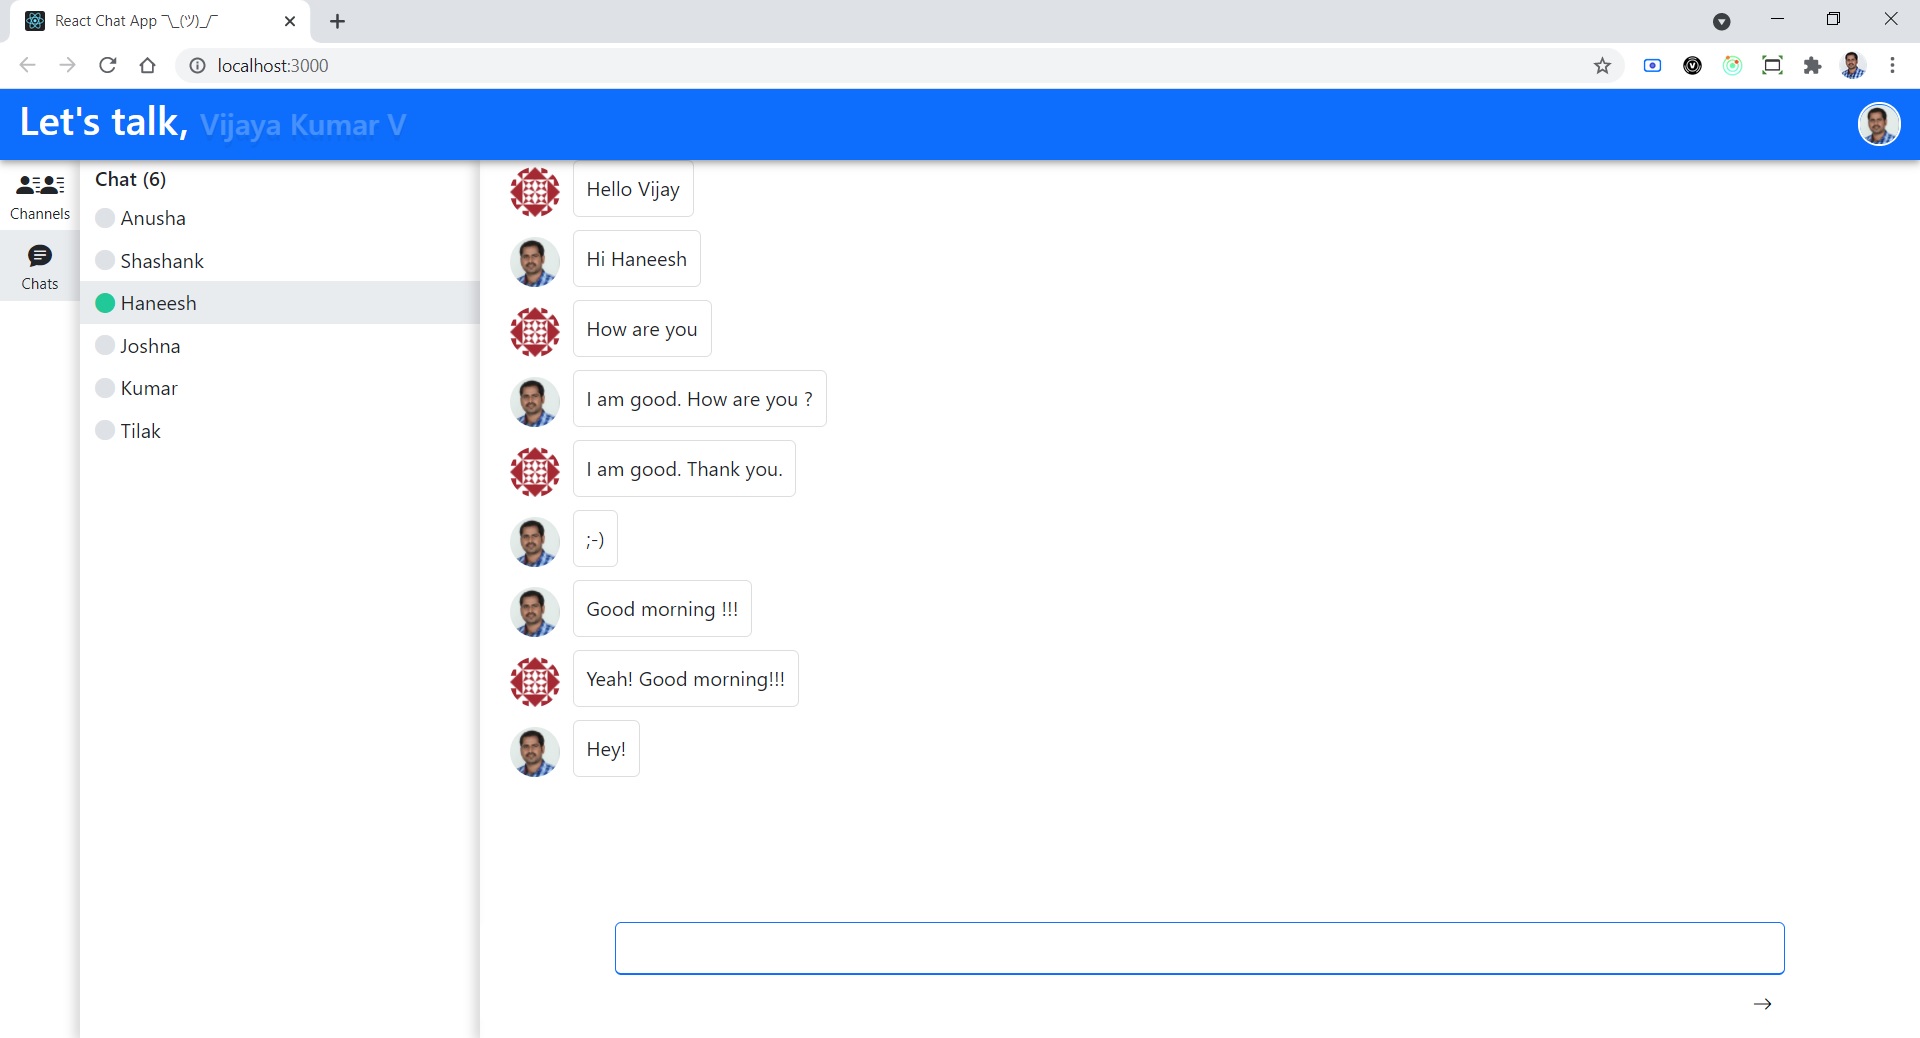 React Chat App ¯\_(ツ)_/¯
localhost:3000
Let's talk, Vijaya Kumar V
Channels
Chats
Chat (6)
Anusha
Shashank
Haneesh
Joshna
Kumar
Tilak
Hello Vijay
Hi Haneesh
How are you
I am good. How are you ?
I am good. Thank you.
;-)
Good morning !!!
Yeah! Good morning!!!
Hey!